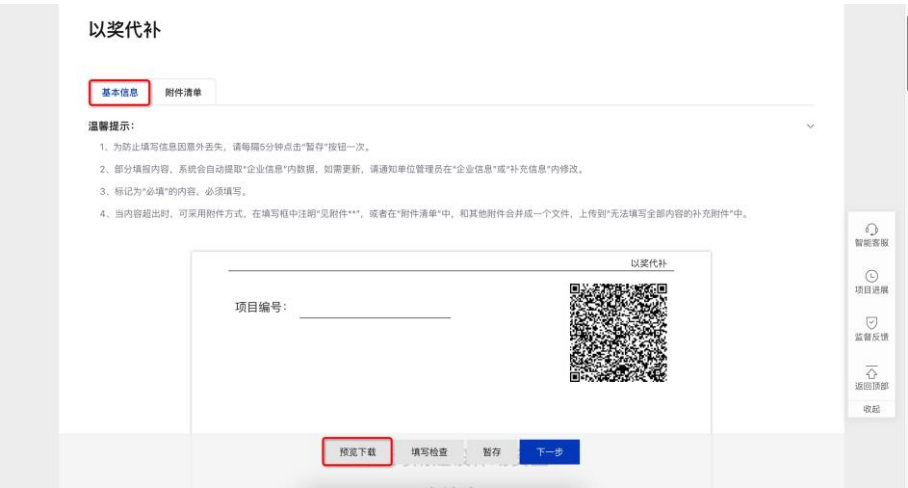 以奖代补
基本信息
附件清单
温馨提示：
1、为防止填写信息因意外丢失，请每隔5分钟点击“暂存”按钮一次。
2、部分填报内容，系统会自动提取“企业信息”内数据，如需更新，请通知单位管理员在“企业信息”或“补充信息”内修改。
3、标记为“必填”的内容，必须填写。
4、当内容超出时，可采用附件方式，在填写框中注明“见附件**”，或者在“附件清单”中，和其他附件合并成一个文件，上传到“无法填写全部内容的补充附件”中。
以奖代补
项目编号：
智能客服
项目进展
监督反馈
返回顶部
收起
预览下载
填写检查
暂存
下一步